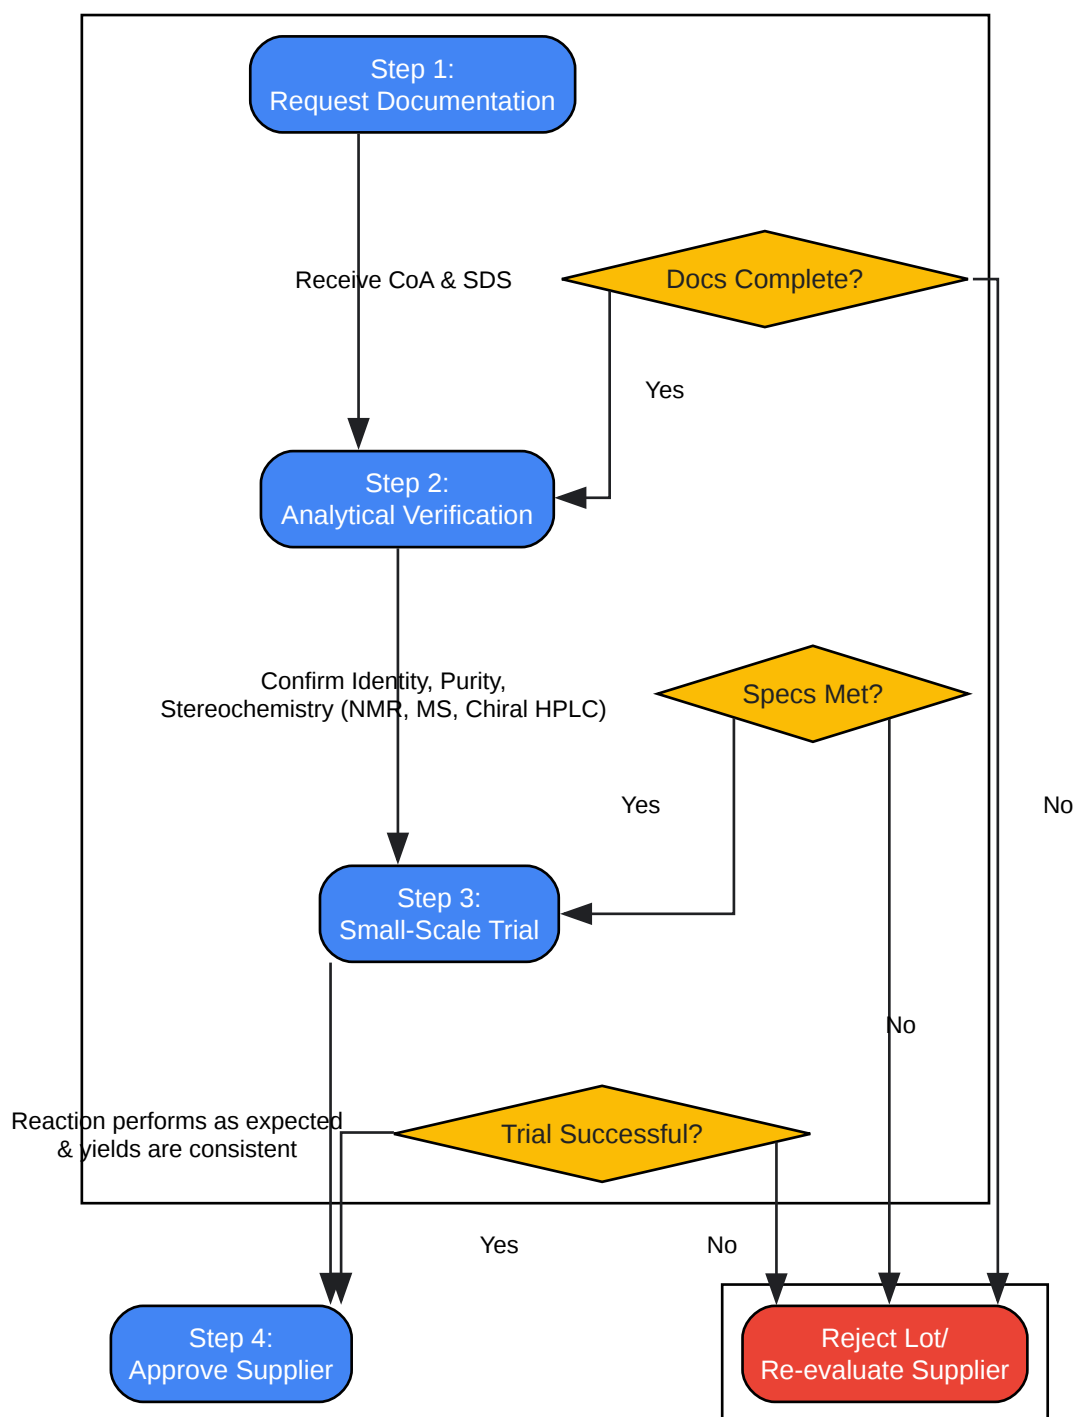 Step 1:
Request Documentation
Receive CoA & SDS
Docs Complete?
Yes
Step 2:
Analytical Verification
Confirm Identity, Purity,
Stereochemistry (NMR, MS, Chiral HPLC)
Specs Met?
Yes
No
Step 3:
Small-Scale Trial
No
Reaction performs as expected
& yields are consistent
Trial Successful?
Yes
No
Step 4:
Approve Supplier
Reject Lot/
Re-evaluate Supplier